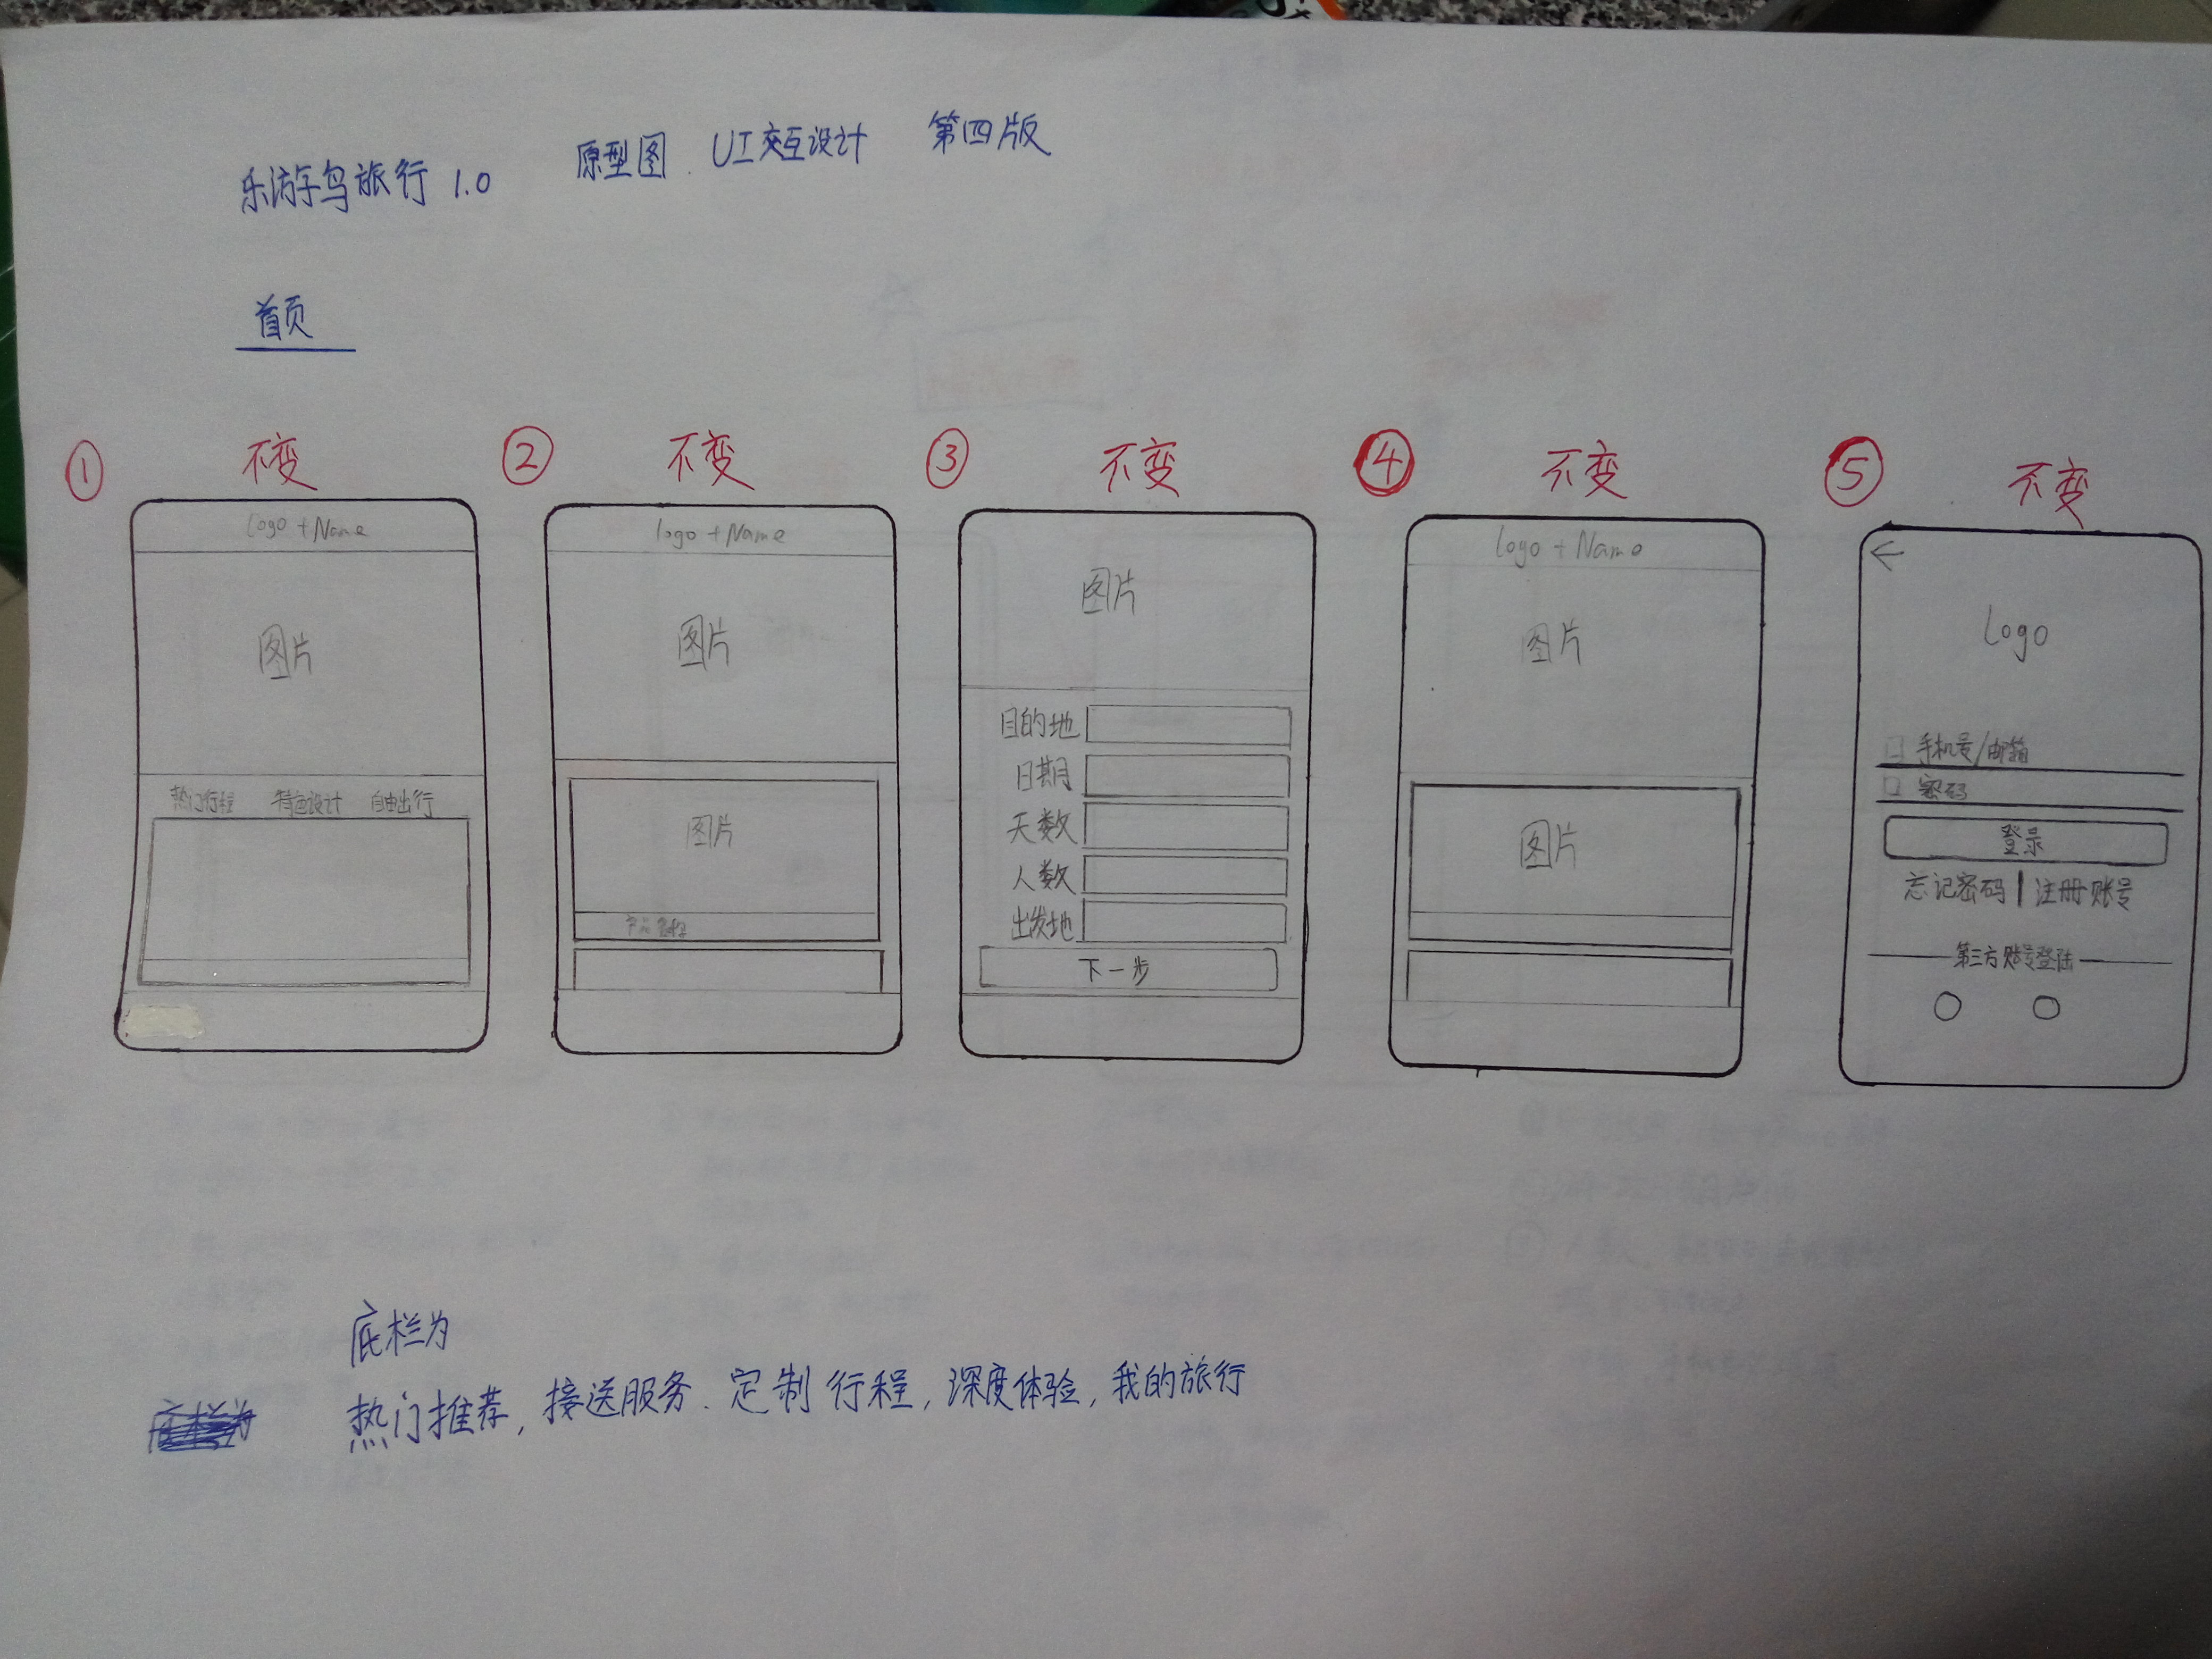 乐游鸟旅行 1.0 原型图. UI交互设计 第四版
首页
① 不变
Logo + Name
图片
热门行程 特色设计 自由出行
② 不变
logo + Name
图片
图片
产品名称
③ 不变
图片
目的地
日期
天数
人数
出发地
下一步
④ 不变
Logo + Name
图片
图片
⑤ 不变
←
Logo
手机号/邮箱
密码
登录
忘记密码 | 注册账号
第三方账号登陆
底栏为
热门推荐, 接送服务. 定制行程, 深度体验, 我的旅行